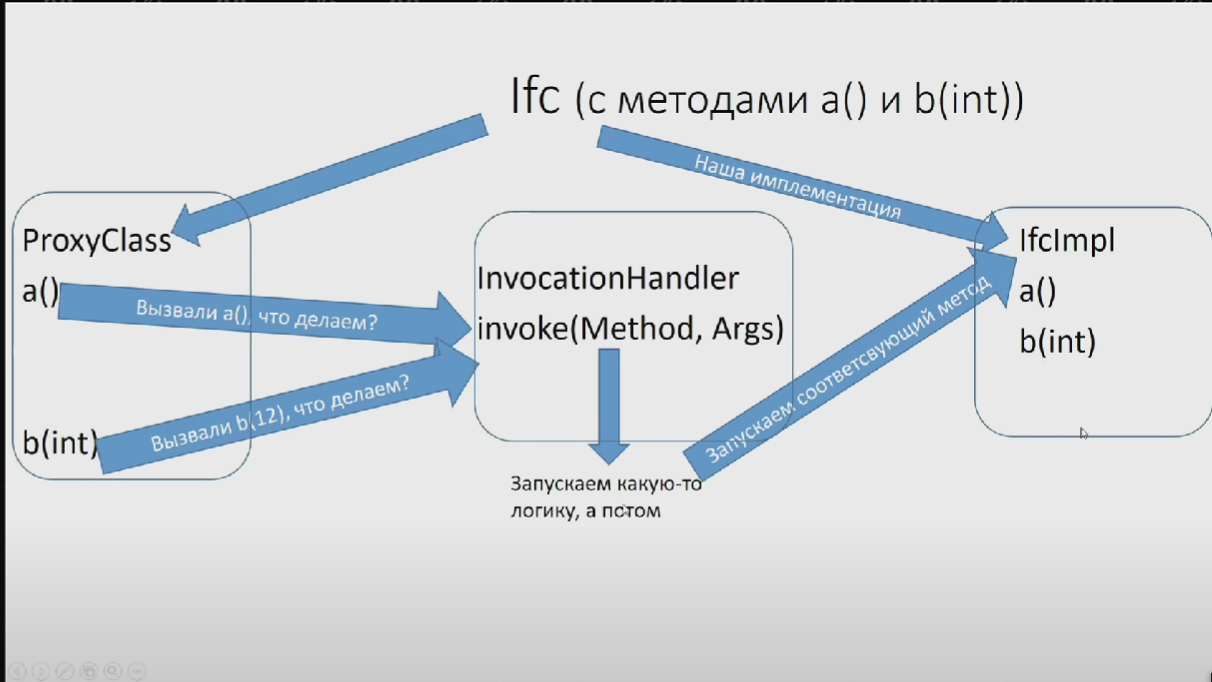 Ifc (с методами a() и b(int))
Наша имплементация
ProxyClass
a()
b(int)
Вызвали a(), что делаем?
Вызвали b(12), что делаем?
InvocationHandler
invoke(Method, Args)
Запускаем какую-то
логику, а потом
Запускаем соответсвующий метод
IfcImpl
a()
b(int)